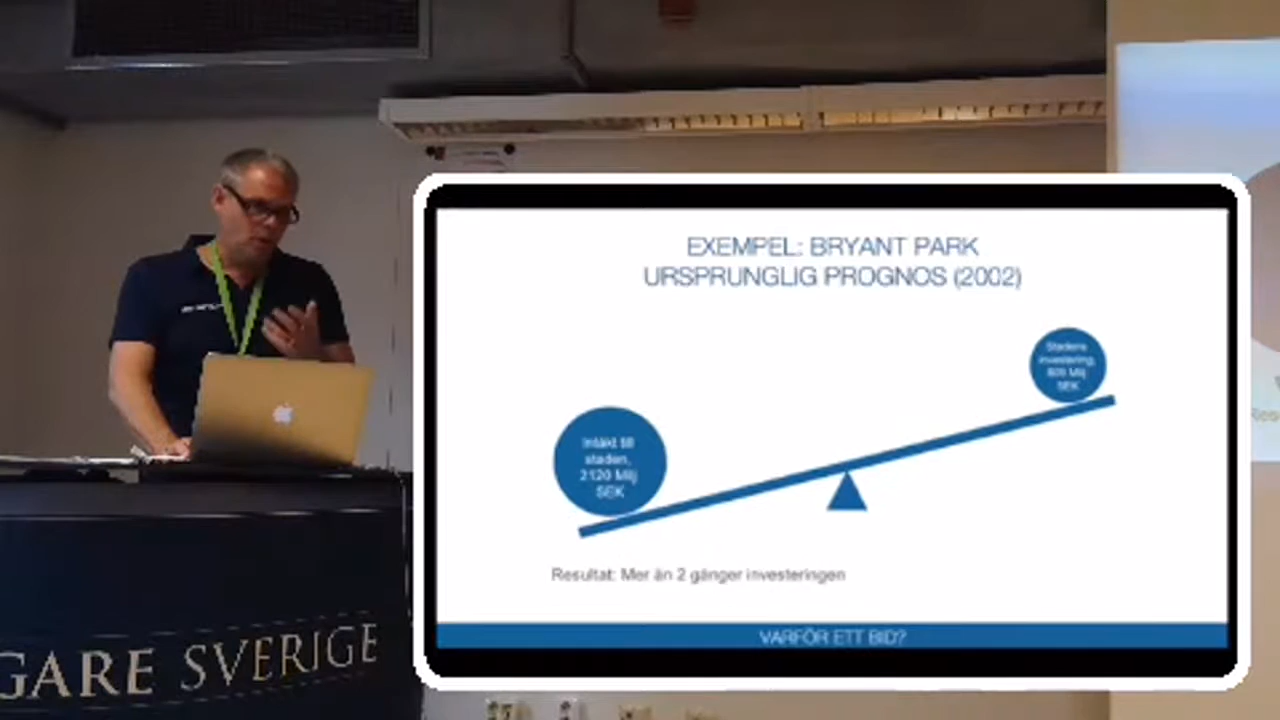 EXEMPEL: BRYANT PARK
URSPRUNGLIG PROGNOS (2002)
Stadens
investering,
Milj
SEK
Intäkt till
staden,
2120 Milj
SEK
Resultat: Mer än 2 gånger investeringen
VARFÖR ETT BID?
GARE SVERIGE